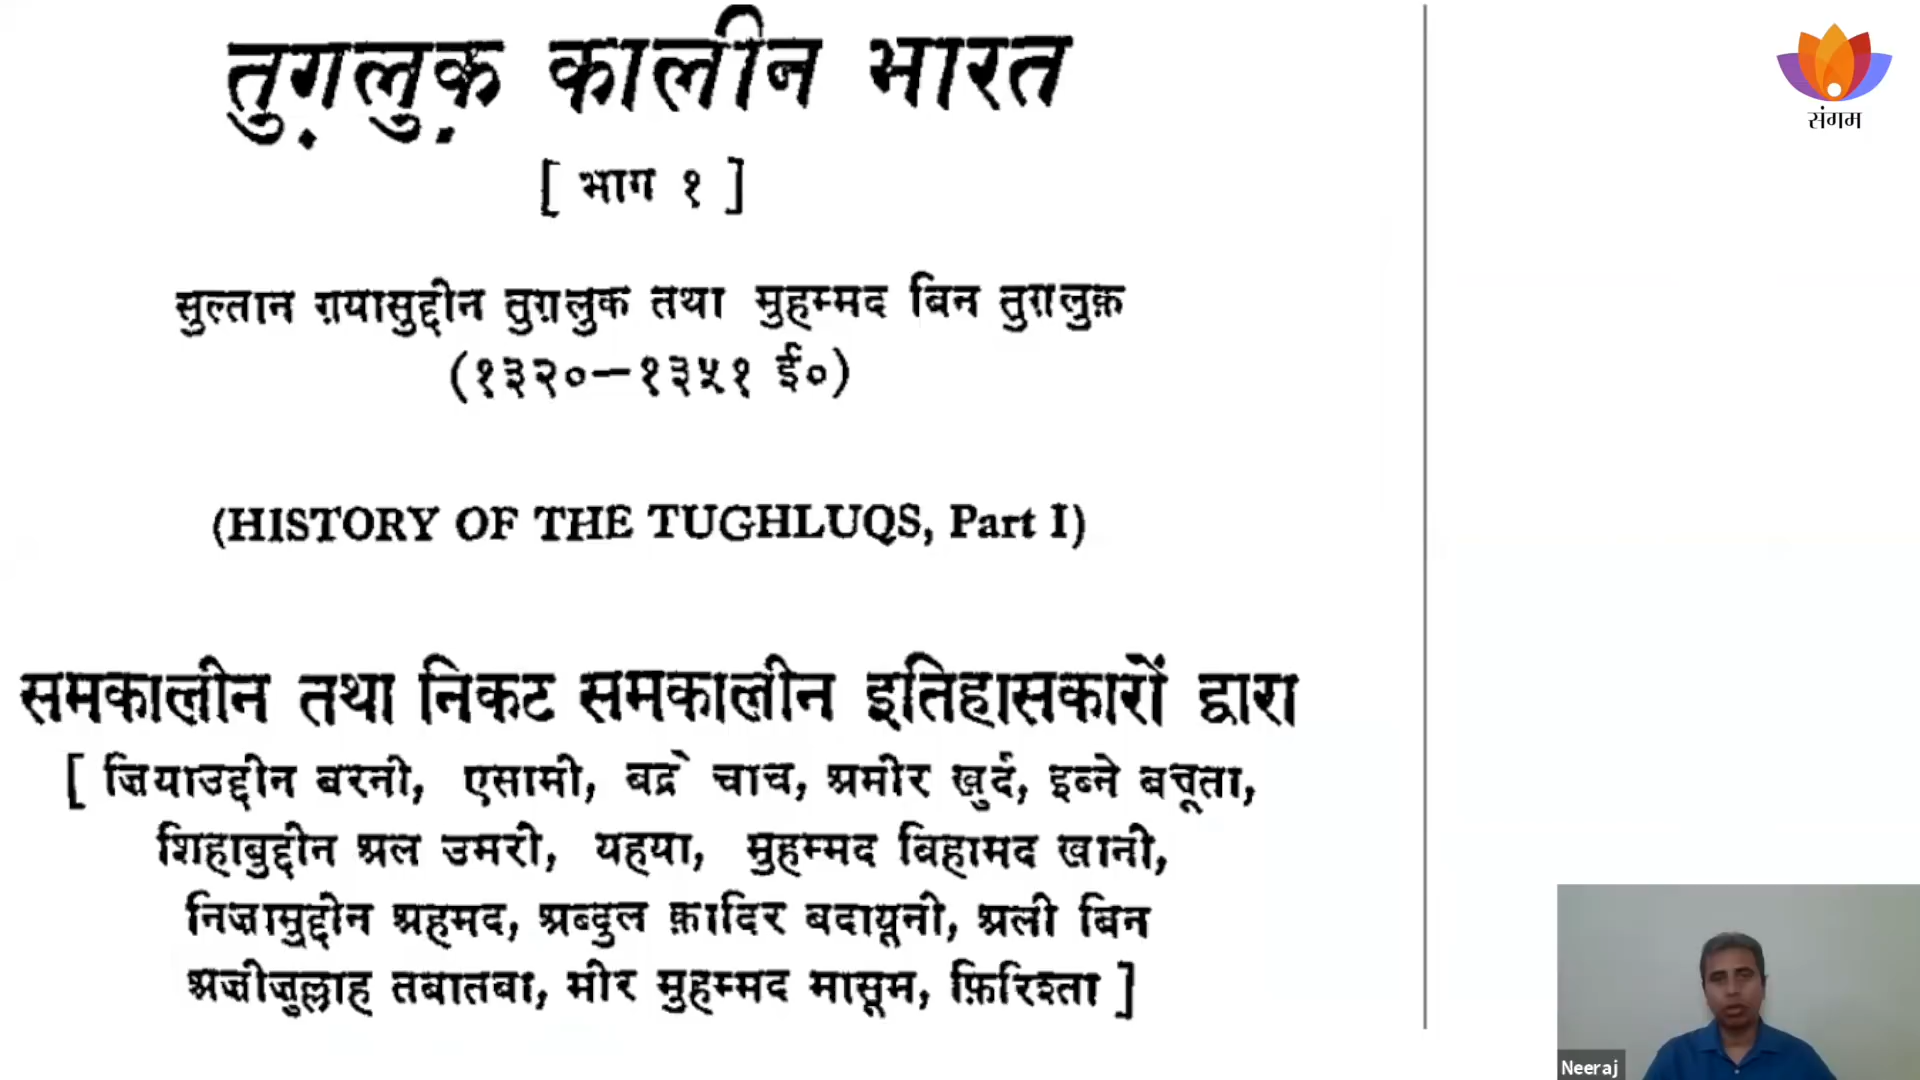 तुग़लुक़ कालीन भारत
[ भाग १ ]
सुल्तान ग़यासुद्दीन तुग़लुक तथा मुहम्मद बिन तुग़लुक़
(१३२०—१३५१ ई०)
(HISTORY OF THE TUGHLUQS, Part I)
समकालीन तथा निकट समकालीन इतिहासकारों द्वारा
[ ज़ियाउद्दीन बरनी, एसामी, बद्रे चाच, अमीर ख़ुर्द, इब्ने बत्तूता,
शिहाबुद्दीन अल उमरी, यहया, मुहम्मद बिहामद खानी,
निज़ामुद्दीन अहमद, अब्दुल क़ादिर बदायूनी, अली बिन
अज़ीज़ुल्लाह तबातबा, मीर मुहम्मद मासूम, फ़िरिश्ता ]
संगम
Neeraj